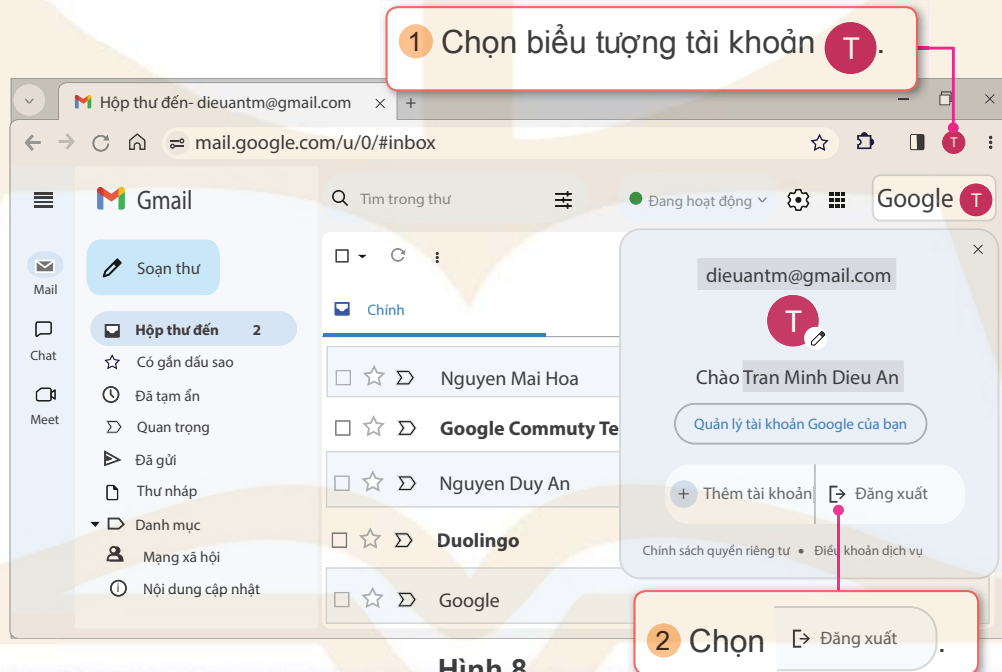 1 Chọn biểu tượng tài khoản T.
Hộp thư đến- dieuantm@gmail.com × +
mail.google.com/u/0/#inbox T
Gmail
Tìm trong thư
Đang hoạt động
Google T
Mail
Chat
Meet
Soạn thư
Hộp thư đến 2
Có gắn dấu sao
Đã tạm ẩn
Quan trọng
Đã gửi
Thư nháp
Danh mục
Mạng xã hội
Nội dung cập nhật
Chính
Nguyen Mai Hoa
Google Commuty Te
Nguyen Duy An
Duolingo
Google
dieuantm@gmail.com
T
Chào Tran Minh Dieu An
Quản lý tài khoản Google của bạn
+ Thêm tài khoản
Đăng xuất
Chính sách quyền riêng tư • Điều khoản dịch vụ
2 Chọn Đăng xuất.
Hình 8